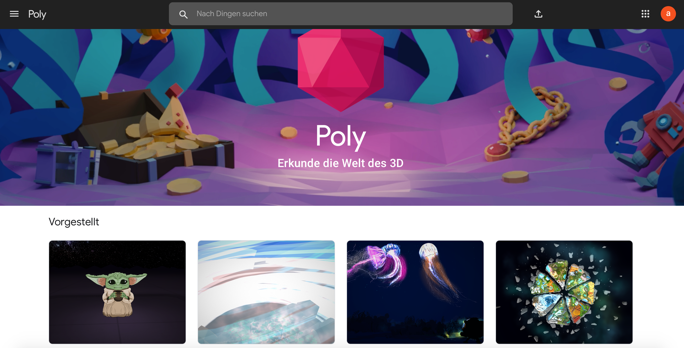 Poly
Nach Dingen suchen
a
Poly
Erkunde die Welt des 3D
Vorgestellt